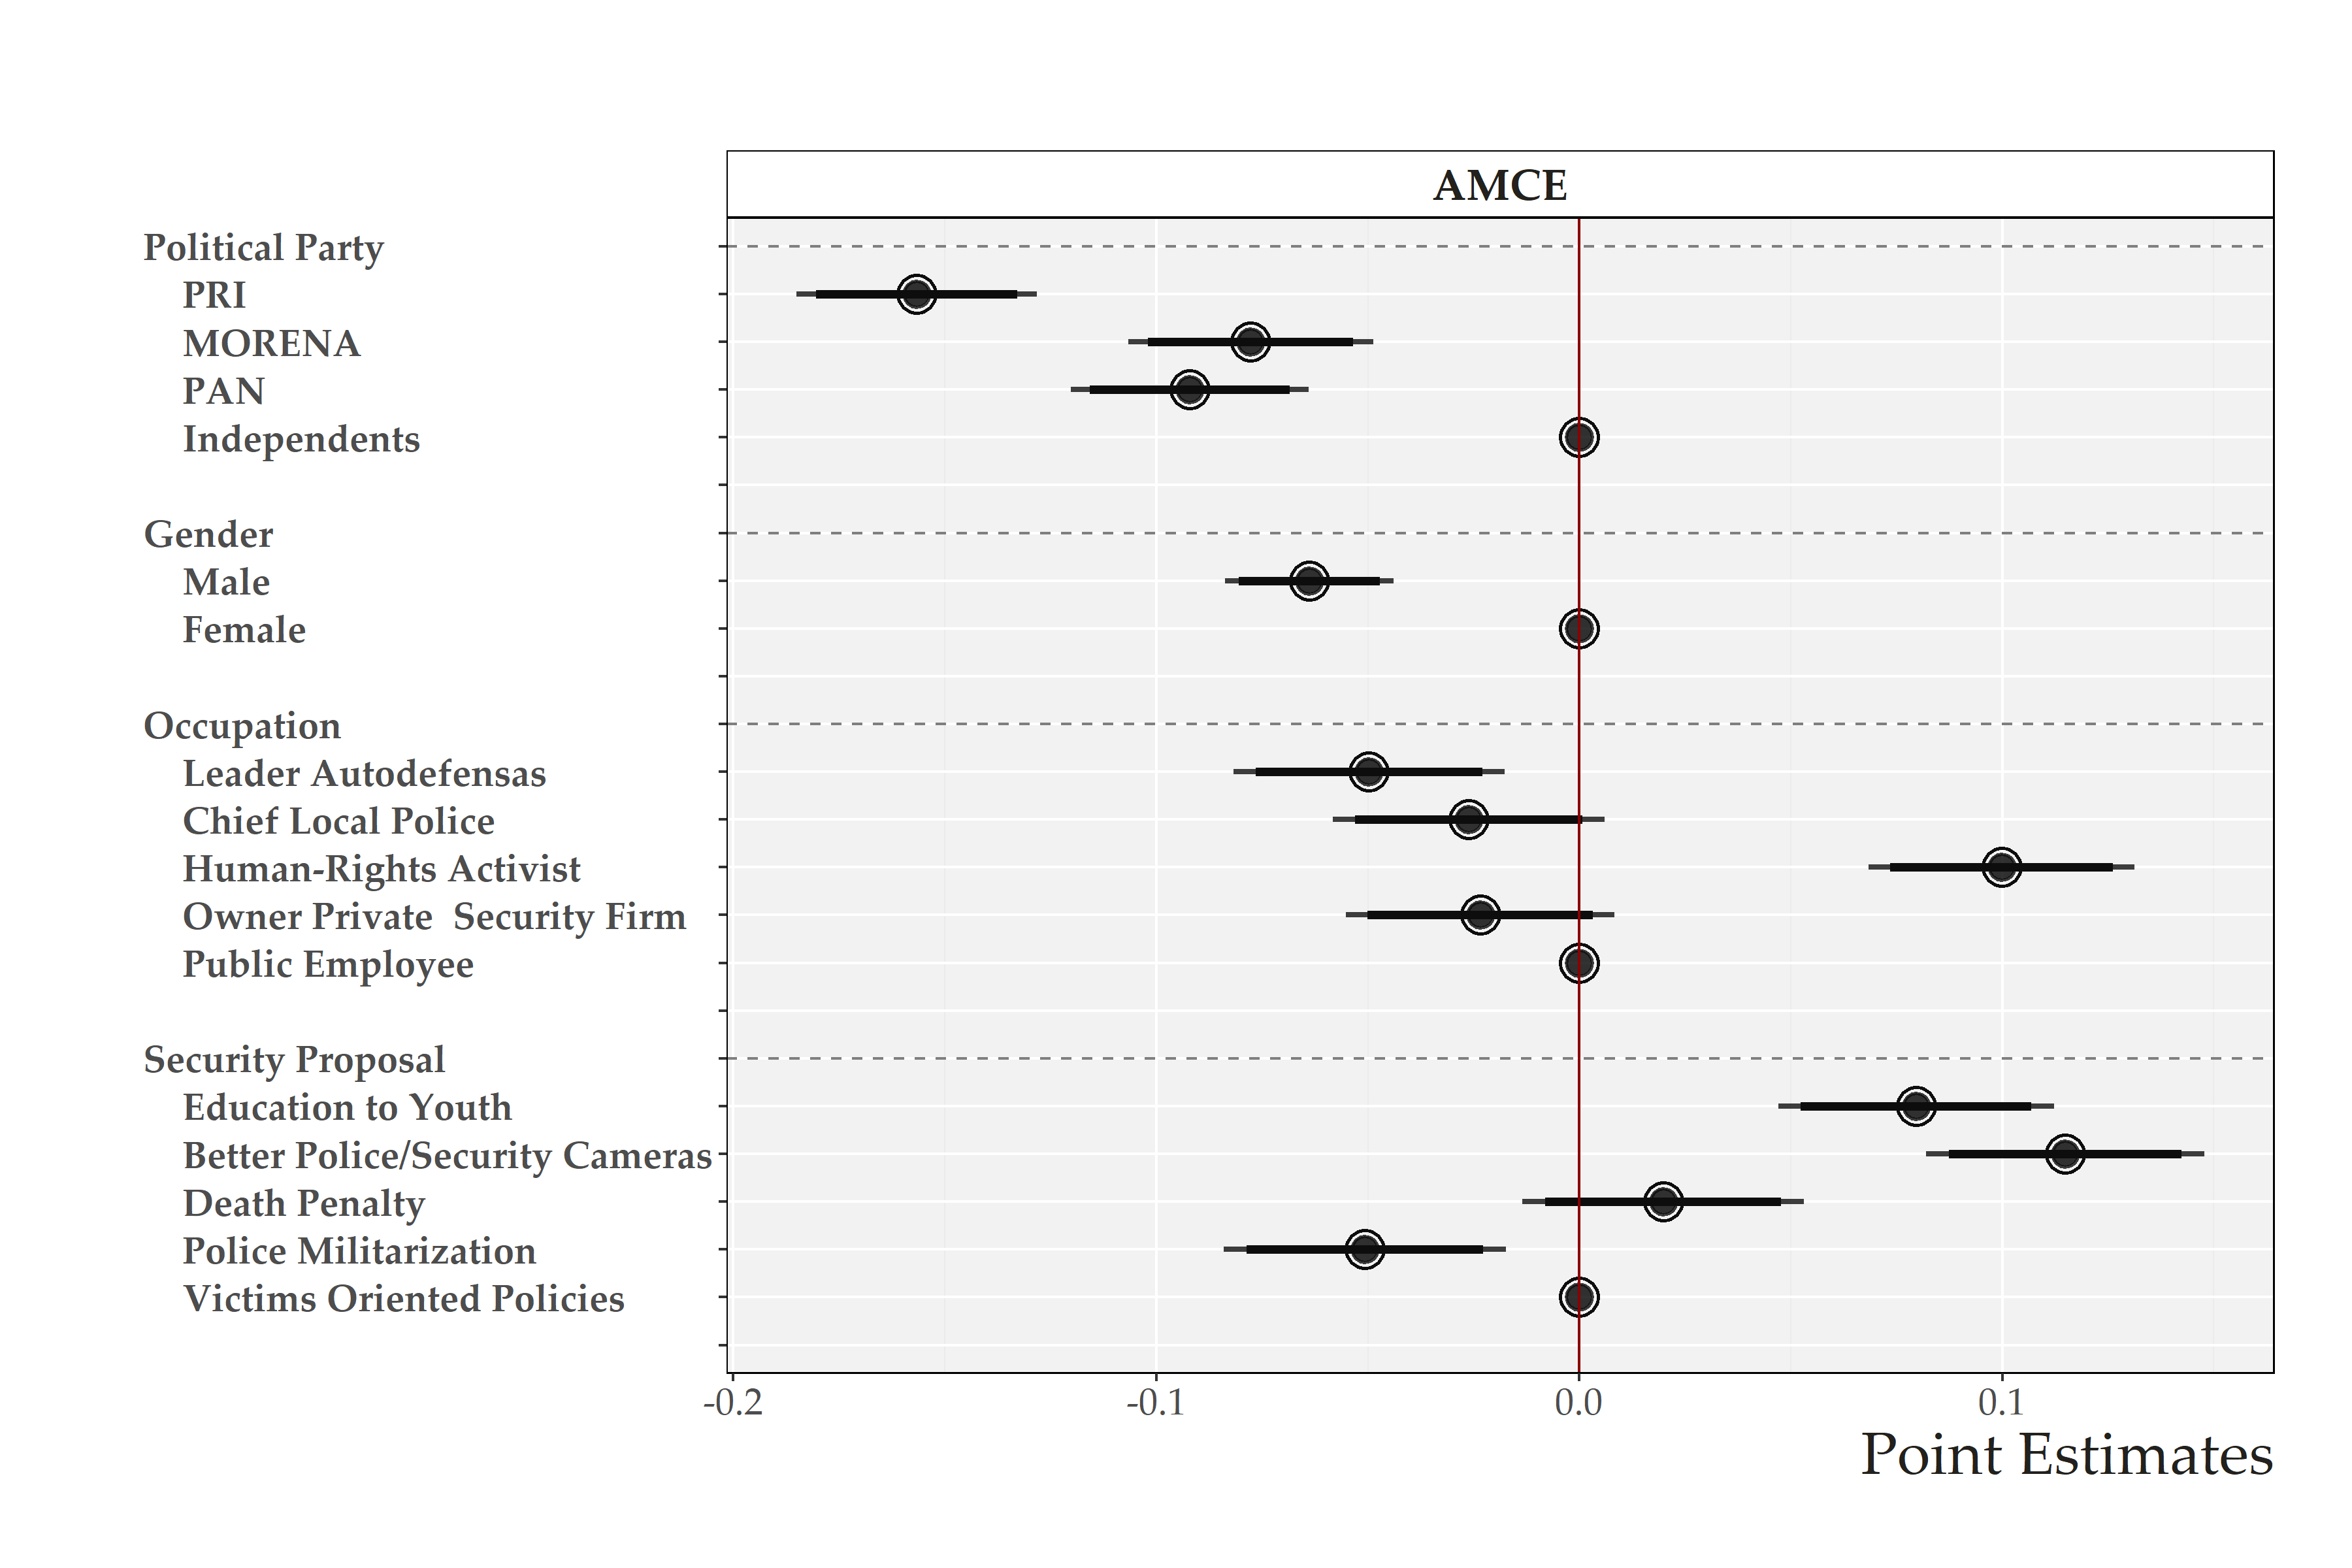 AMCE
Political Party
PRI
MORENA
PAN
Independents
Gender
Male
Female
Occupation
Leader Autodefensas
Chief Local Police
Human-Rights Activist
Owner Private  Security Firm
Public Employee
Security Proposal
Education to Youth
Better Police/Security Cameras
Death Penalty
Police Militarization
Victims Oriented Policies
-0.2 -0.1 0.0 0.1
Point Estimates